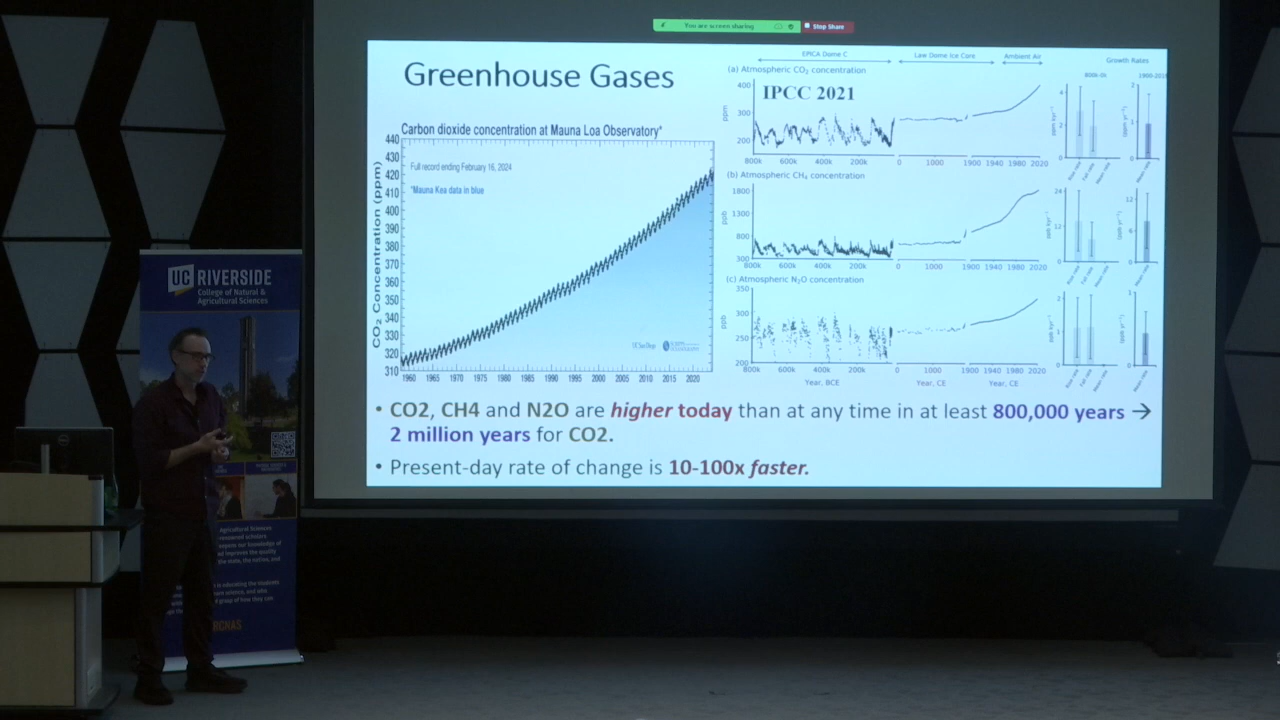 You are screen sharing
Stop Share
Greenhouse Gases
Carbon dioxide concentration at Mauna Loa Observatory*
Full record ending February 16, 2024
*Mauna Kea data in blue
CO2 Concentration (ppm)
440
430
420
410
400
390
380
370
360
350
340
330
320
310
1960 1965 1970 1975 1980 1985 1990 1995 2000 2005 2010 2015 2020
UC San Diego
EPICA Dome C
Law Dome Ice Core
Ambient Air
Growth Rates
(a) Atmospheric CO2 concentration
IPCC 2021
ppm
400
300
200
800k 600k 400k 200k 0 1000 1900 1940 1980 2020
(b) Atmospheric CH4 concentration
ppb
1800
1300
800
300
800k 600k 400k 200k 0 1000 1900 1940 1980 2020
(c) Atmospheric N2O concentration
ppb
350
300
250
200
800k 600k 400k 200k 0 1000 1900 1940 1980 2020
Year, BCE
Year, CE
Year, CE
• CO2, CH4 and N2O are higher today than at any time in at least 800,000 years →
2 million years for CO2.
• Present-day rate of change is 10-100x faster.
UC RIVERSIDE
College of Natural &
Agricultural Sciences